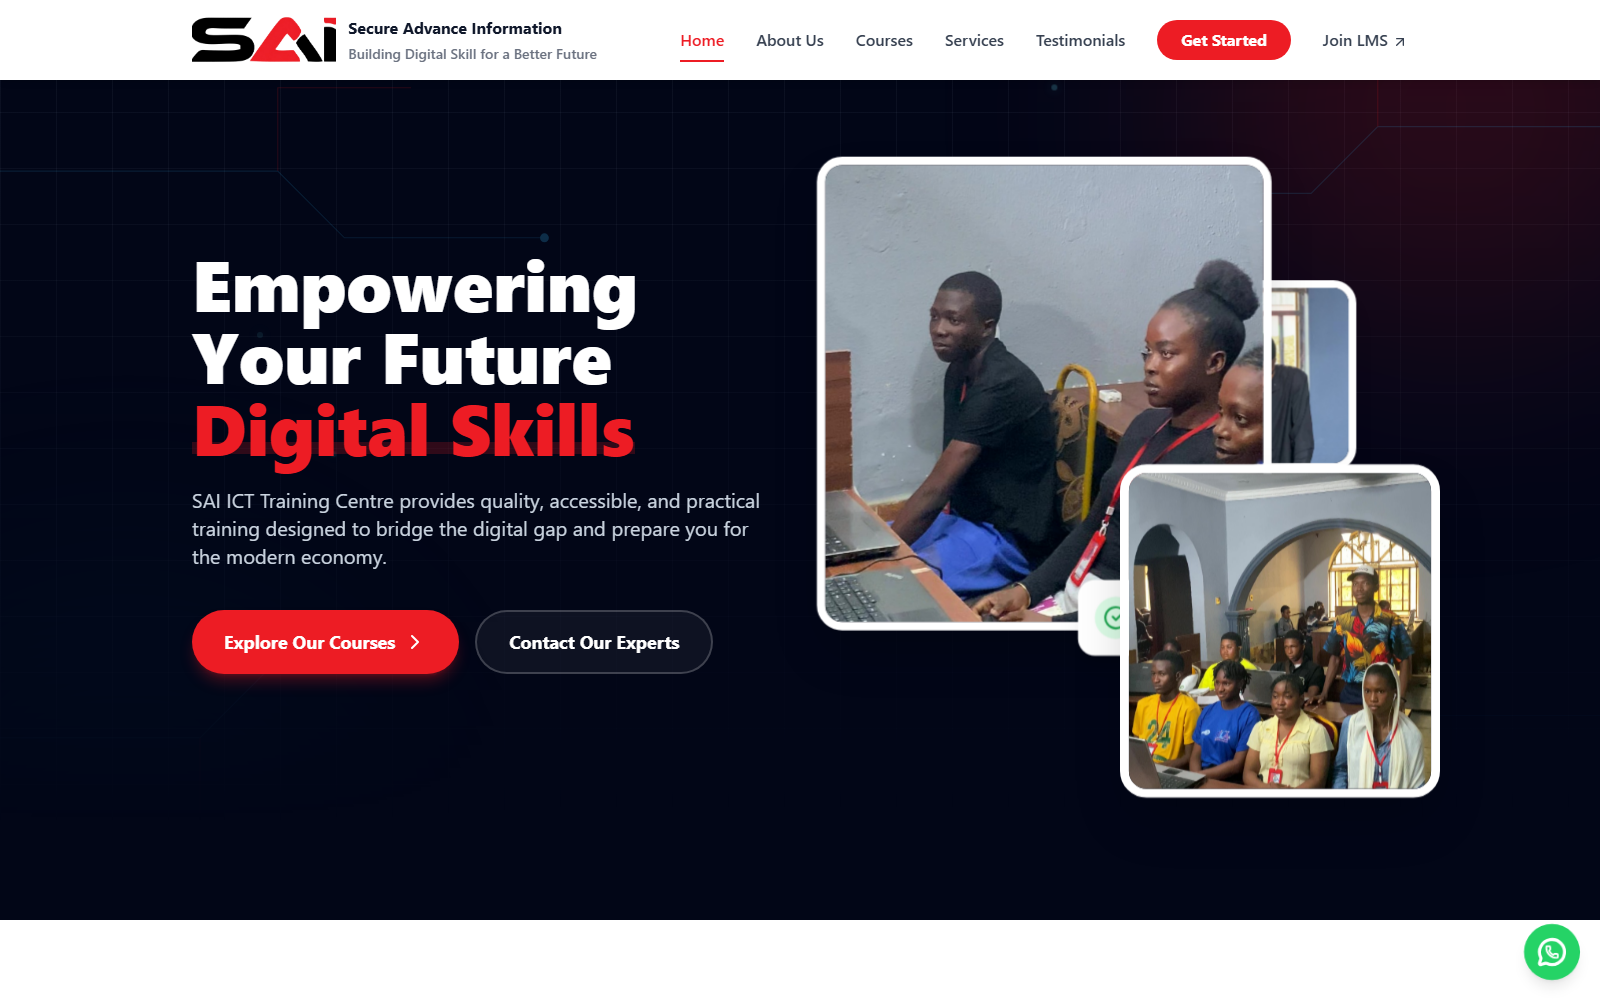 SAi
Secure Advance Information
Building Digital Skill for a Better Future
Home
About Us
Courses
Services
Testimonials
Get Started
Join LMS
Empowering
Your Future
Digital Skills
SAI ICT Training Centre provides quality, accessible, and practical
training designed to bridge the digital gap and prepare you for
the modern economy.
Explore Our Courses
Contact Our Experts
24